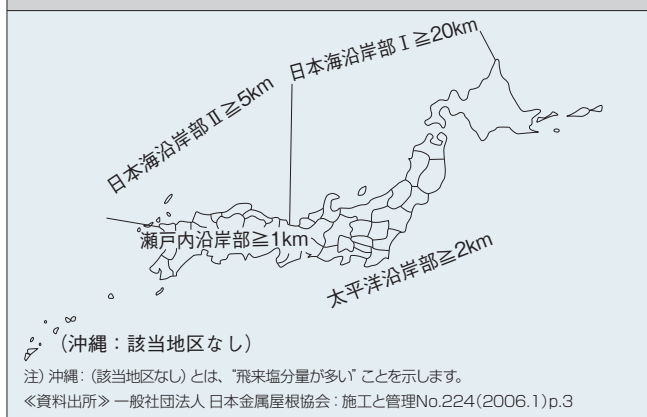 日本海沿岸部Ⅰ≧20km
日本海沿岸部Ⅱ≧5km
瀬戸内沿岸部≧1km
太平洋沿岸部≧2km
(沖縄：該当地区なし)
注) 沖縄：(該当地区なし) とは、“飛来塩分量が多い” ことを示します。
≪資料出所≫ 一般社団法人 日本金属屋根協会：施工と管理No.224(2006.1)p.3